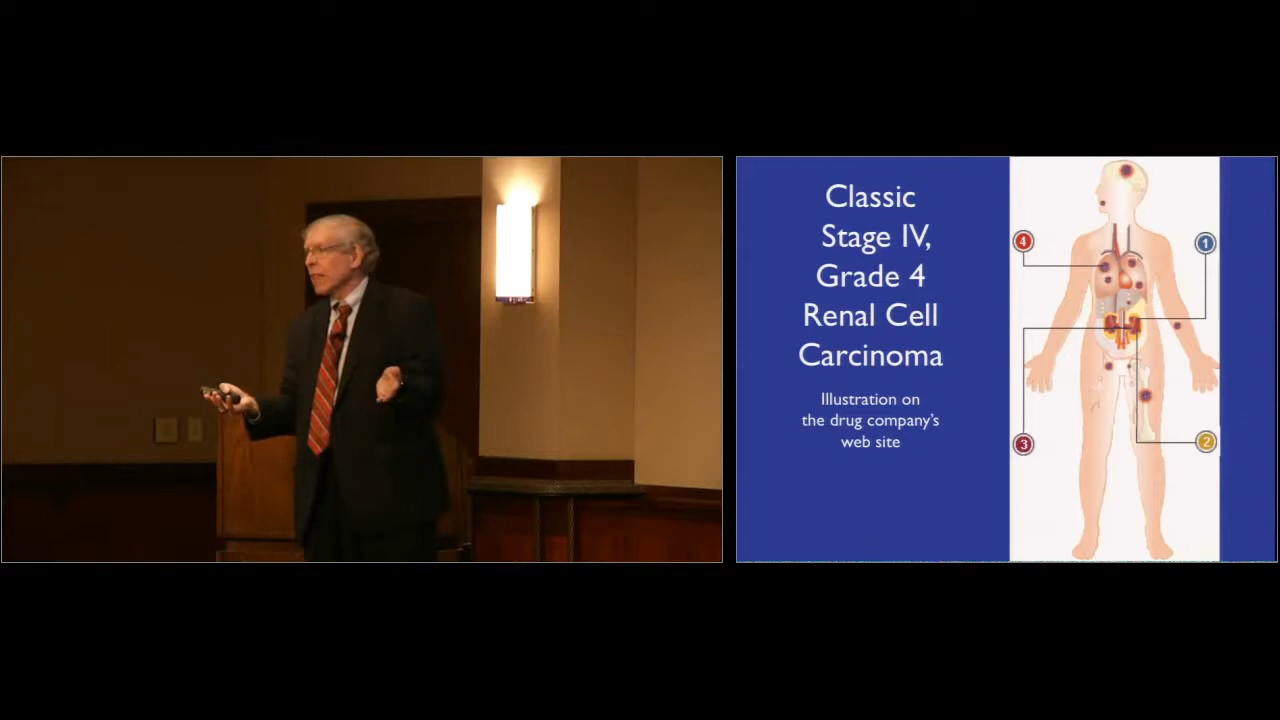 Classic
Stage IV,
Grade 4
Renal Cell
Carcinoma
Illustration on
the drug company's
web site
4
1
3
2